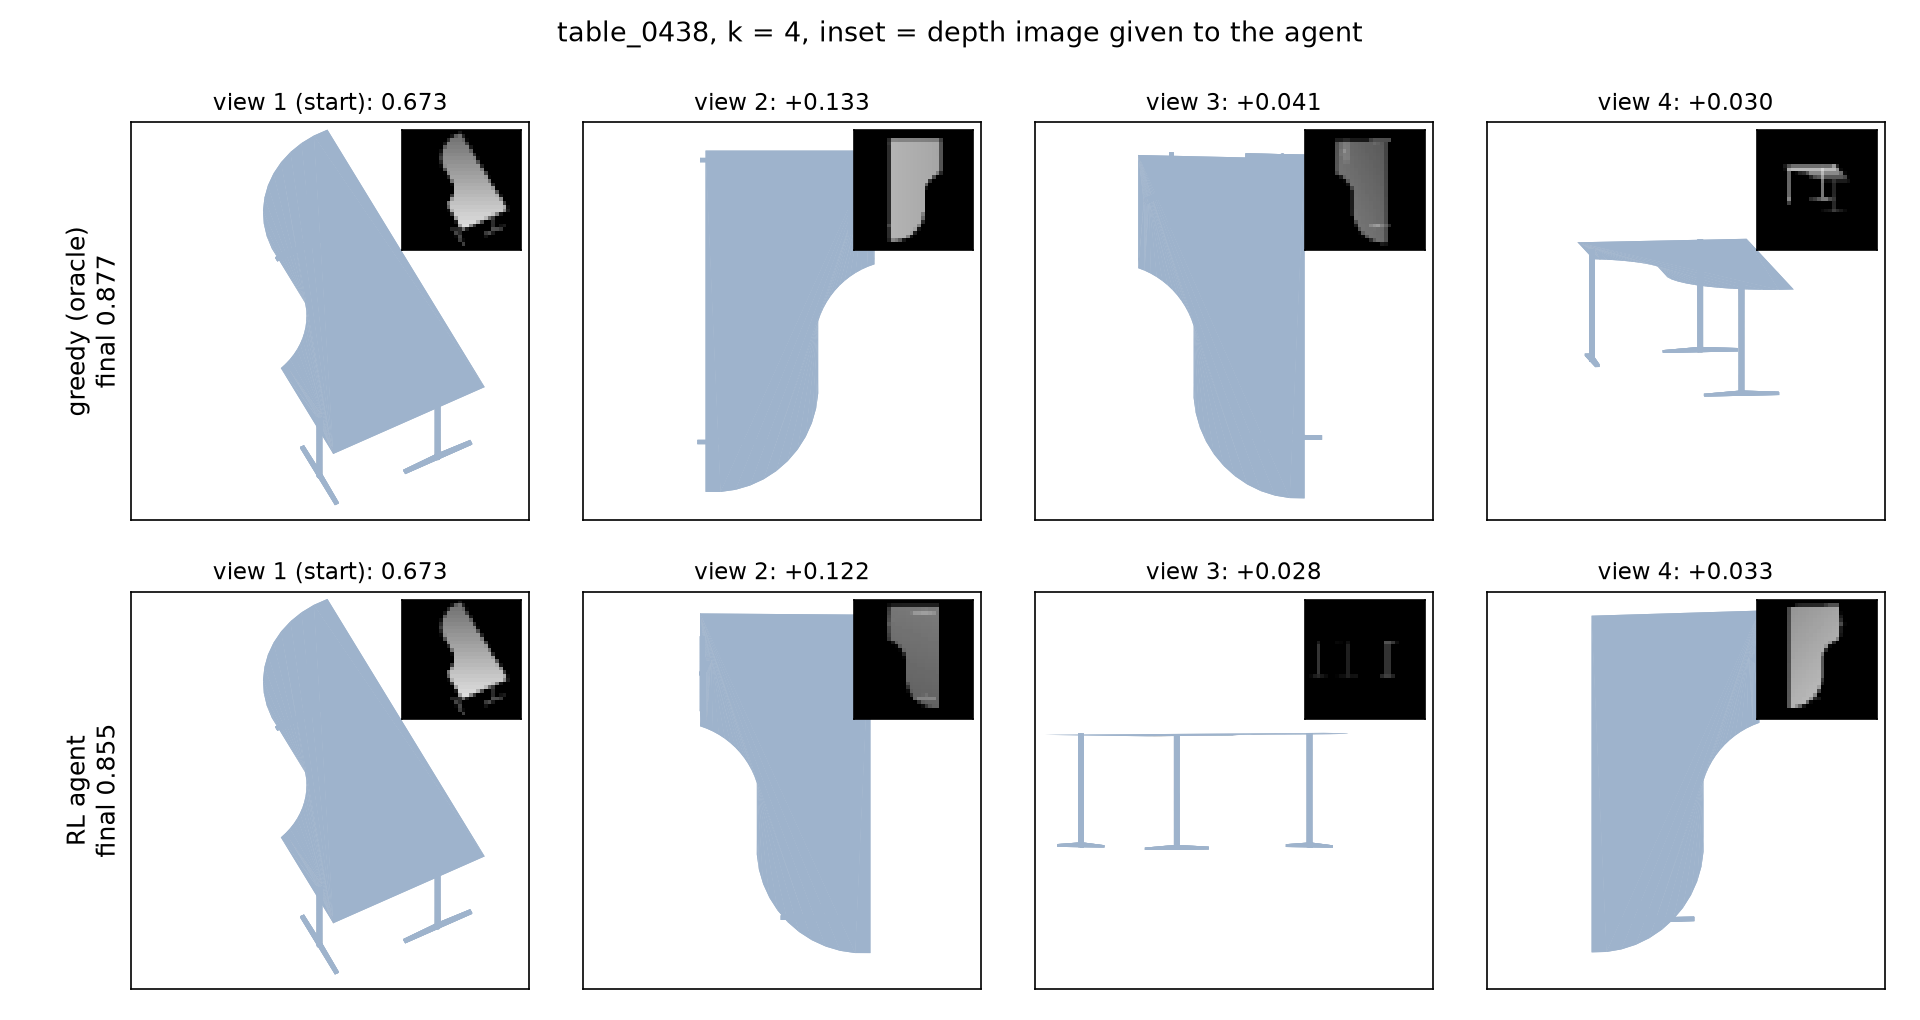 table_0438, k = 4, inset = depth image given to the agent
greedy (oracle)
final 0.877
view 1 (start): 0.673
view 2: +0.133
view 3: +0.041
view 4: +0.030
RL agent
final 0.855
view 1 (start): 0.673
view 2: +0.122
view 3: +0.028
view 4: +0.033